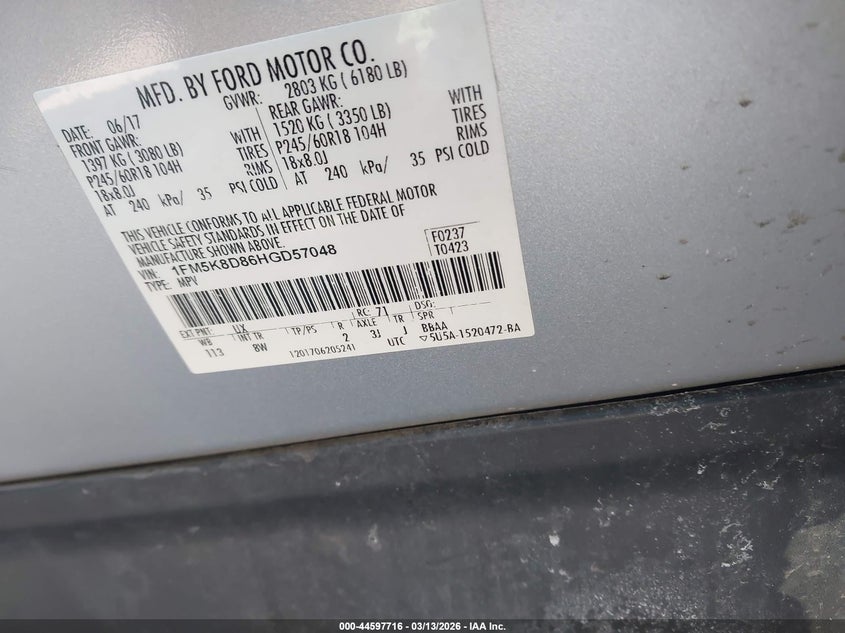 MFD. BY FORD MOTOR CO.
DATE: 06/17 GVWR: 2803 KG ( 6180 LB)
FRONT GAWR: REAR GAWR:
1397 KG ( 3080 LB) WITH 1520 KG ( 3350 LB) WITH
P245/60R18 104H TIRES P245/60R18 104H TIRES
18x8.0J RIMS 18x8.0J RIMS
AT 240 kPa/ 35 PSI COLD AT 240 kPa/ 35 PSI COLD
THIS VEHICLE CONFORMS TO ALL APPLICABLE FEDERAL MOTOR
VEHICLE SAFETY STANDARDS IN EFFECT ON THE DATE OF
MANUFACTURE SHOWN ABOVE.
VIN: 1FM5K8D86HGD57048 F0237
TYPE: MPV T0423
EXT PNT: UX RC: 71 DSO:
WB INT TR TP/PS R AXLE TR SPR
113 8W 2 3J J BBAA
1201706205241 UTC ▽5U5A-1520472-BA
000-44597716 - 03/13/2026 - IAA Inc.